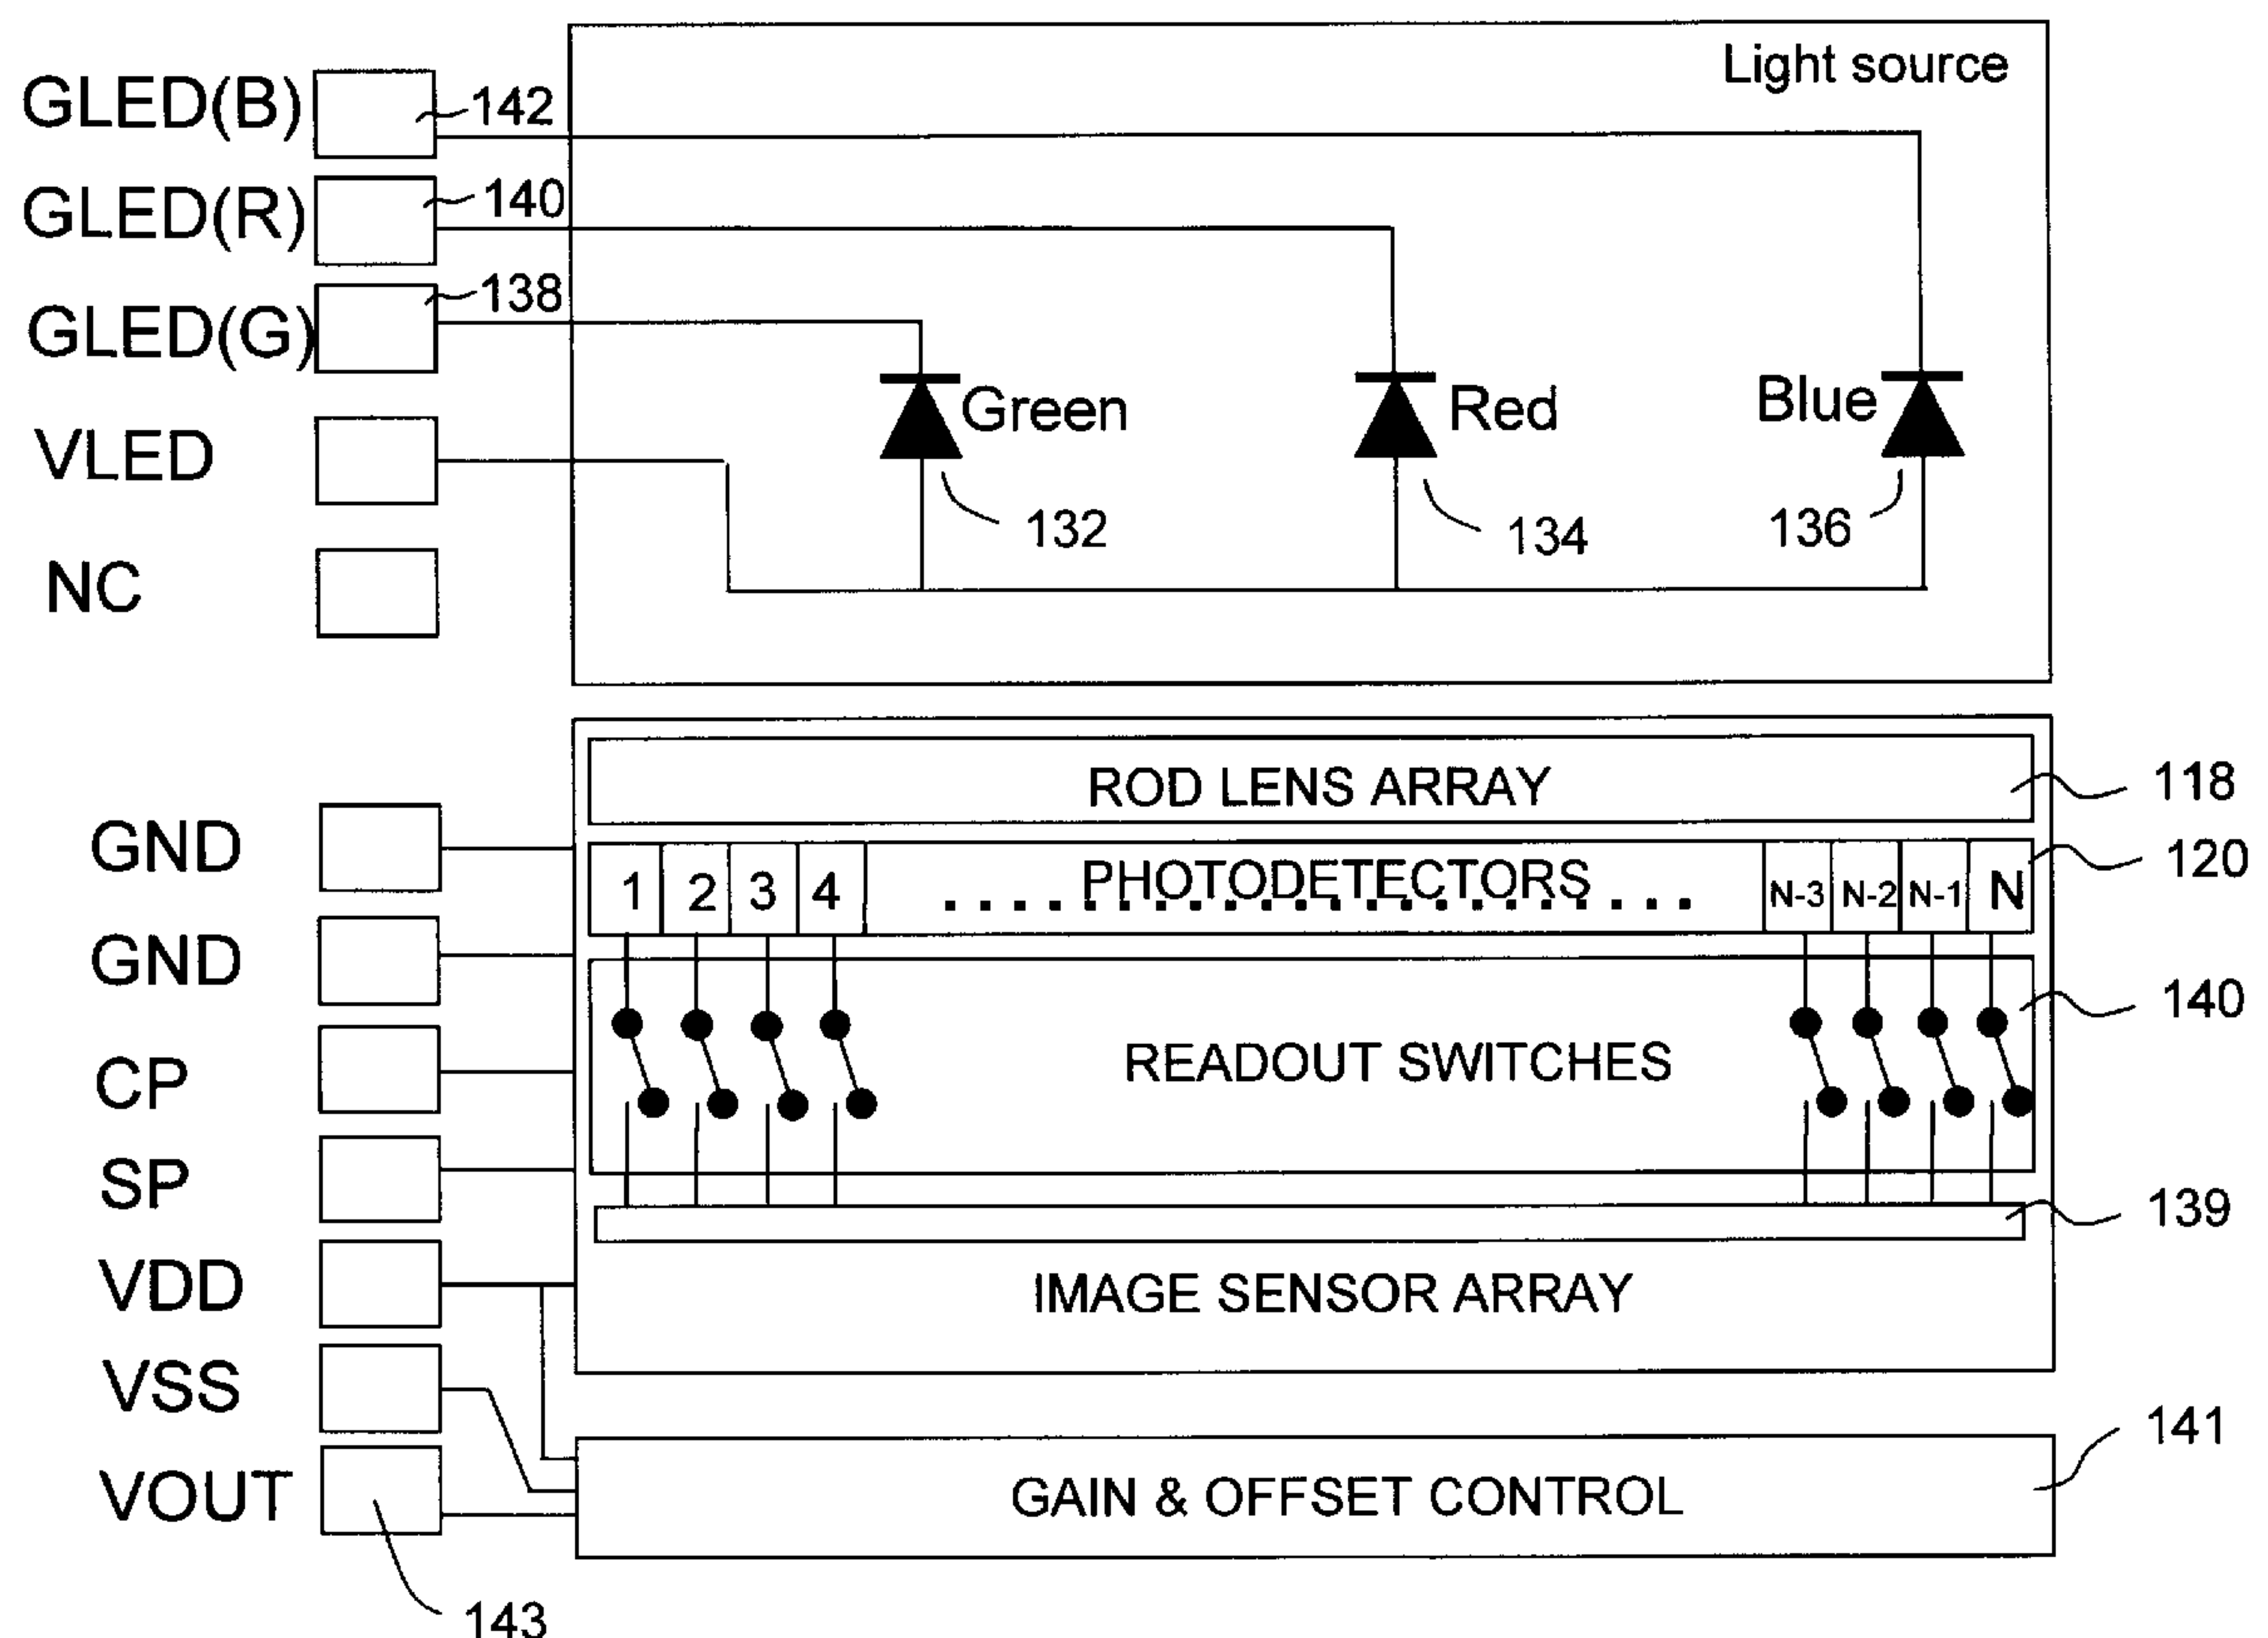 Light source
GLED(B)
142
GLED(R)
140
GLED(G)
138
Green
Red
Blue
VLED
132
134
136
NC
ROD LENS ARRAY
118
GND
1 2 3 4 PHOTODETECTORS N-3 N-2 N-1 N
120
GND
140
READOUT SWITCHES
CP
SP
139
VDD
IMAGE SENSOR ARRAY
VSS
141
VOUT
GAIN & OFFSET CONTROL
143